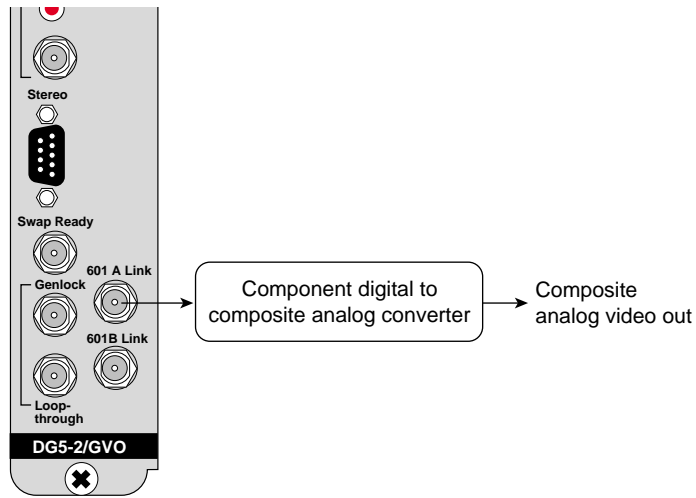 Stereo
Swap Ready
601 A Link
Genlock
Component digital to
composite analog converter
Composite
analog video out
601B Link
Loop-
through
DG5-2/GVO